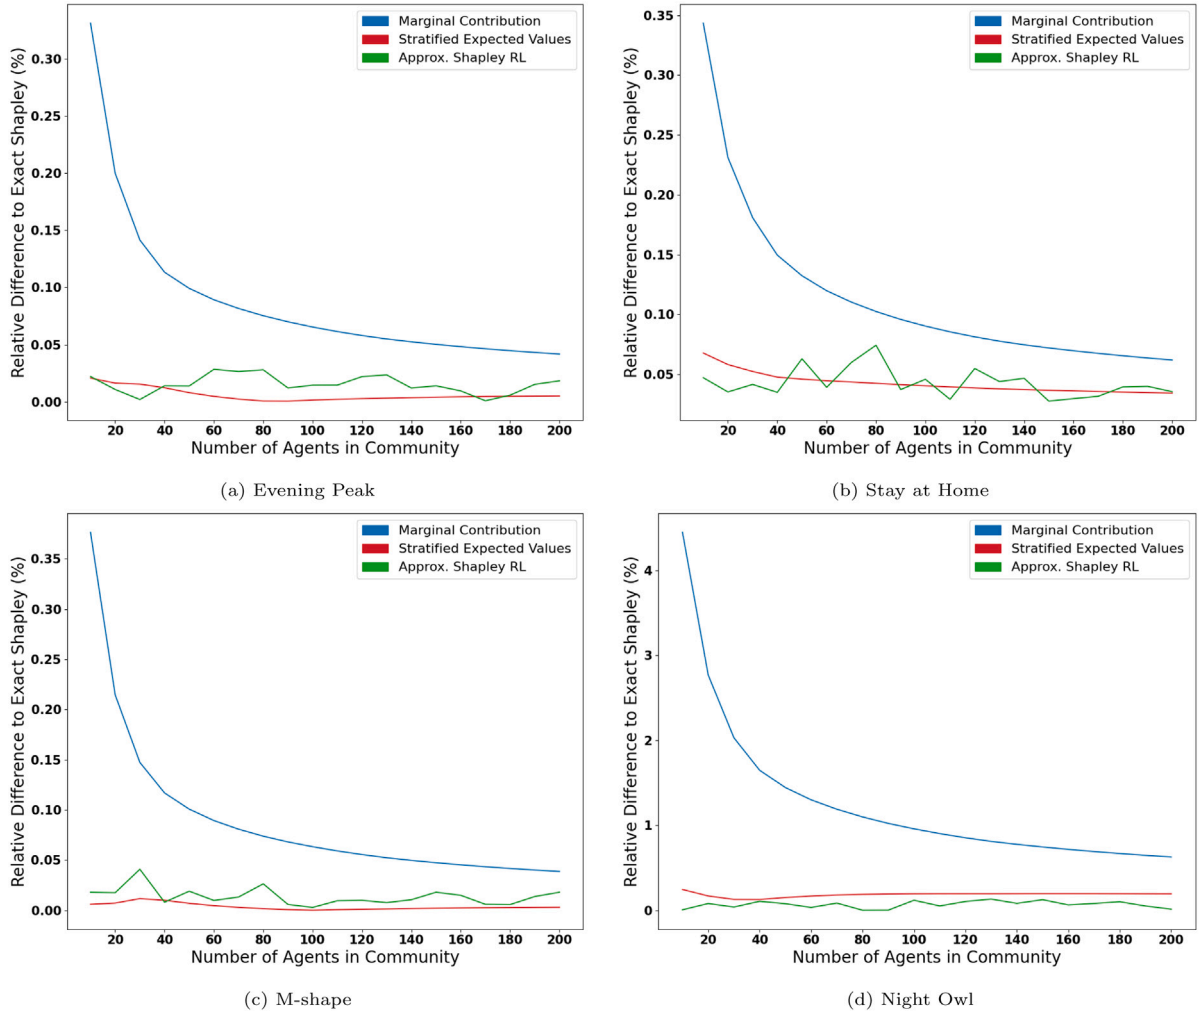 Relative Difference to Exact Shapley (%)
0.30
0.25
0.20
0.15
0.10
0.05
0.00
Marginal Contribution
Stratified Expected Values
Approx. Shapley RL
20 40 60 80 100 120 140 160 180 200
Number of Agents in Community
(a) Evening Peak
Relative Difference to Exact Shapley (%)
0.35
0.30
0.25
0.20
0.15
0.10
0.05
Marginal Contribution
Stratified Expected Values
Approx. Shapley RL
20 40 60 80 100 120 140 160 180 200
Number of Agents in Community
(b) Stay at Home
Relative Difference to Exact Shapley (%)
0.35
0.30
0.25
0.20
0.15
0.10
0.05
0.00
Marginal Contribution
Stratified Expected Values
Approx. Shapley RL
20 40 60 80 100 120 140 160 180 200
Number of Agents in Community
(c) M-shape
Relative Difference to Exact Shapley (%)
4
3
2
1
0
Marginal Contribution
Stratified Expected Values
Approx. Shapley RL
20 40 60 80 100 120 140 160 180 200
Number of Agents in Community
(d) Night Owl